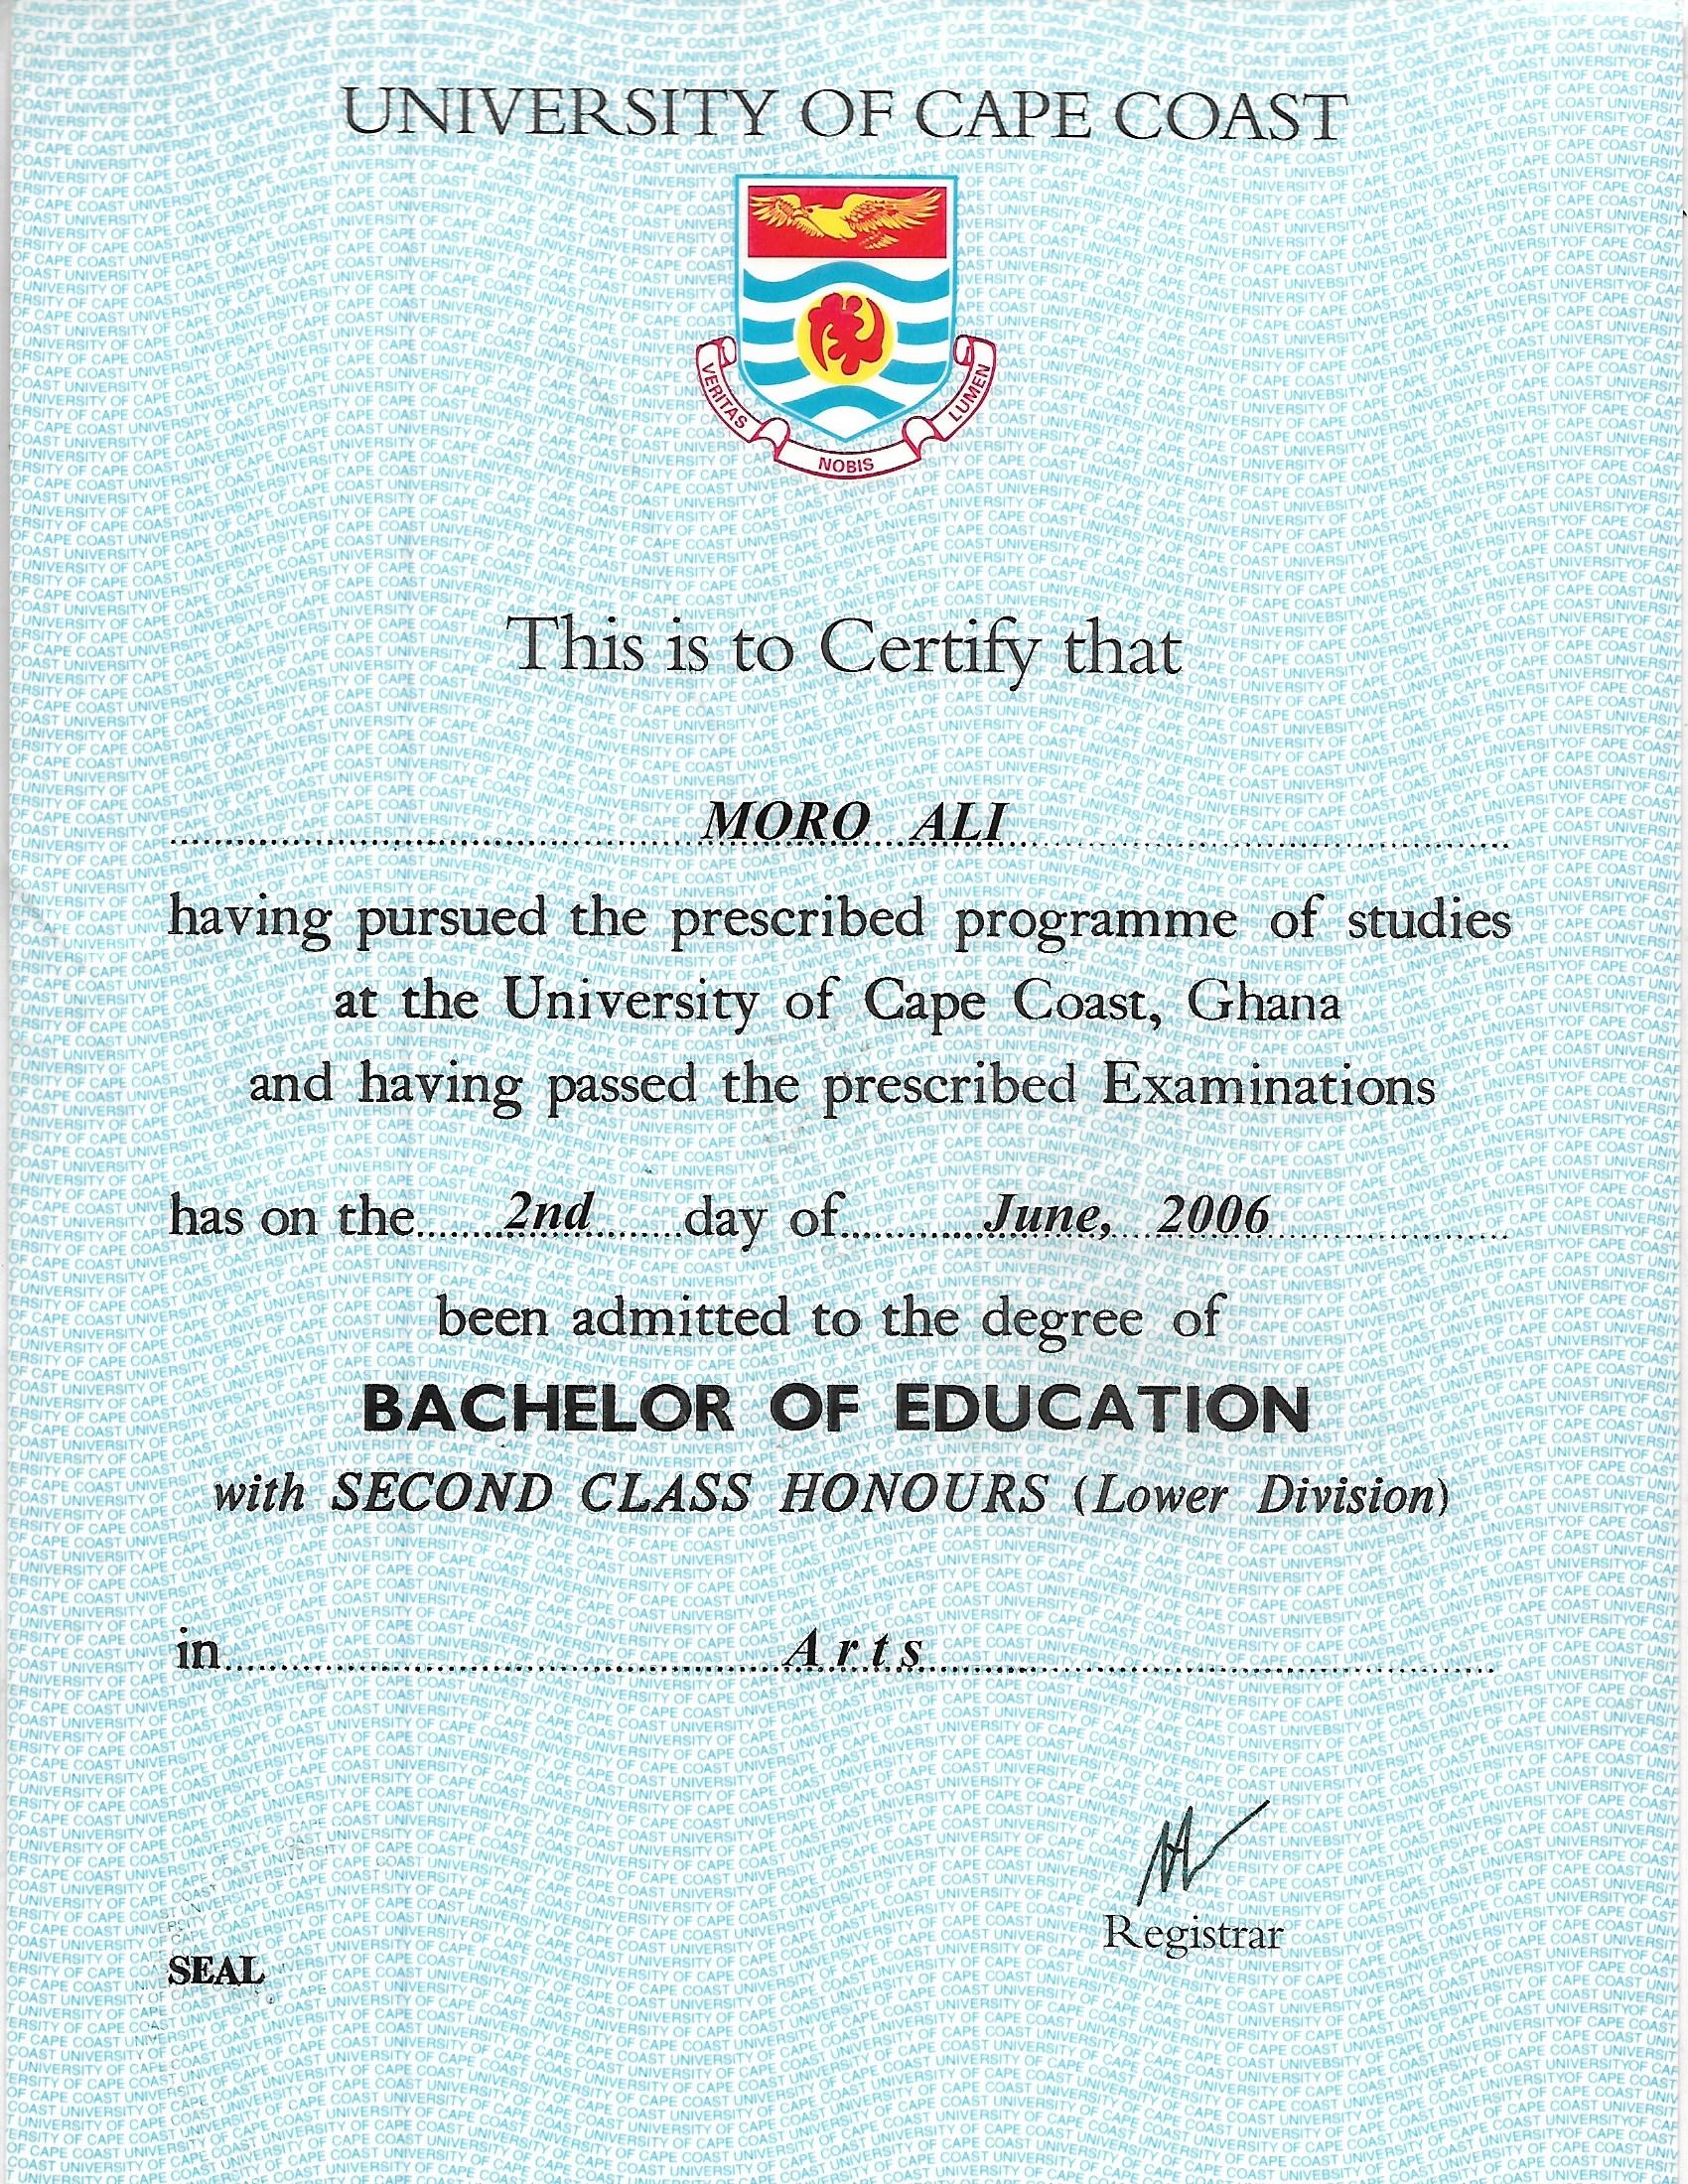 UNIVERSITY OF CAPE COAST
VERITAS NOBIS LUMEN
This is to Certify that
MORO ALI
having pursued the prescribed programme of studies
at the University of Cape Coast, Ghana
and having passed the prescribed Examinations
has on the 2nd day of June, 2006
been admitted to the degree of
BACHELOR OF EDUCATION
with SECOND CLASS HONOURS (Lower Division)
in Arts
Registrar
SEAL